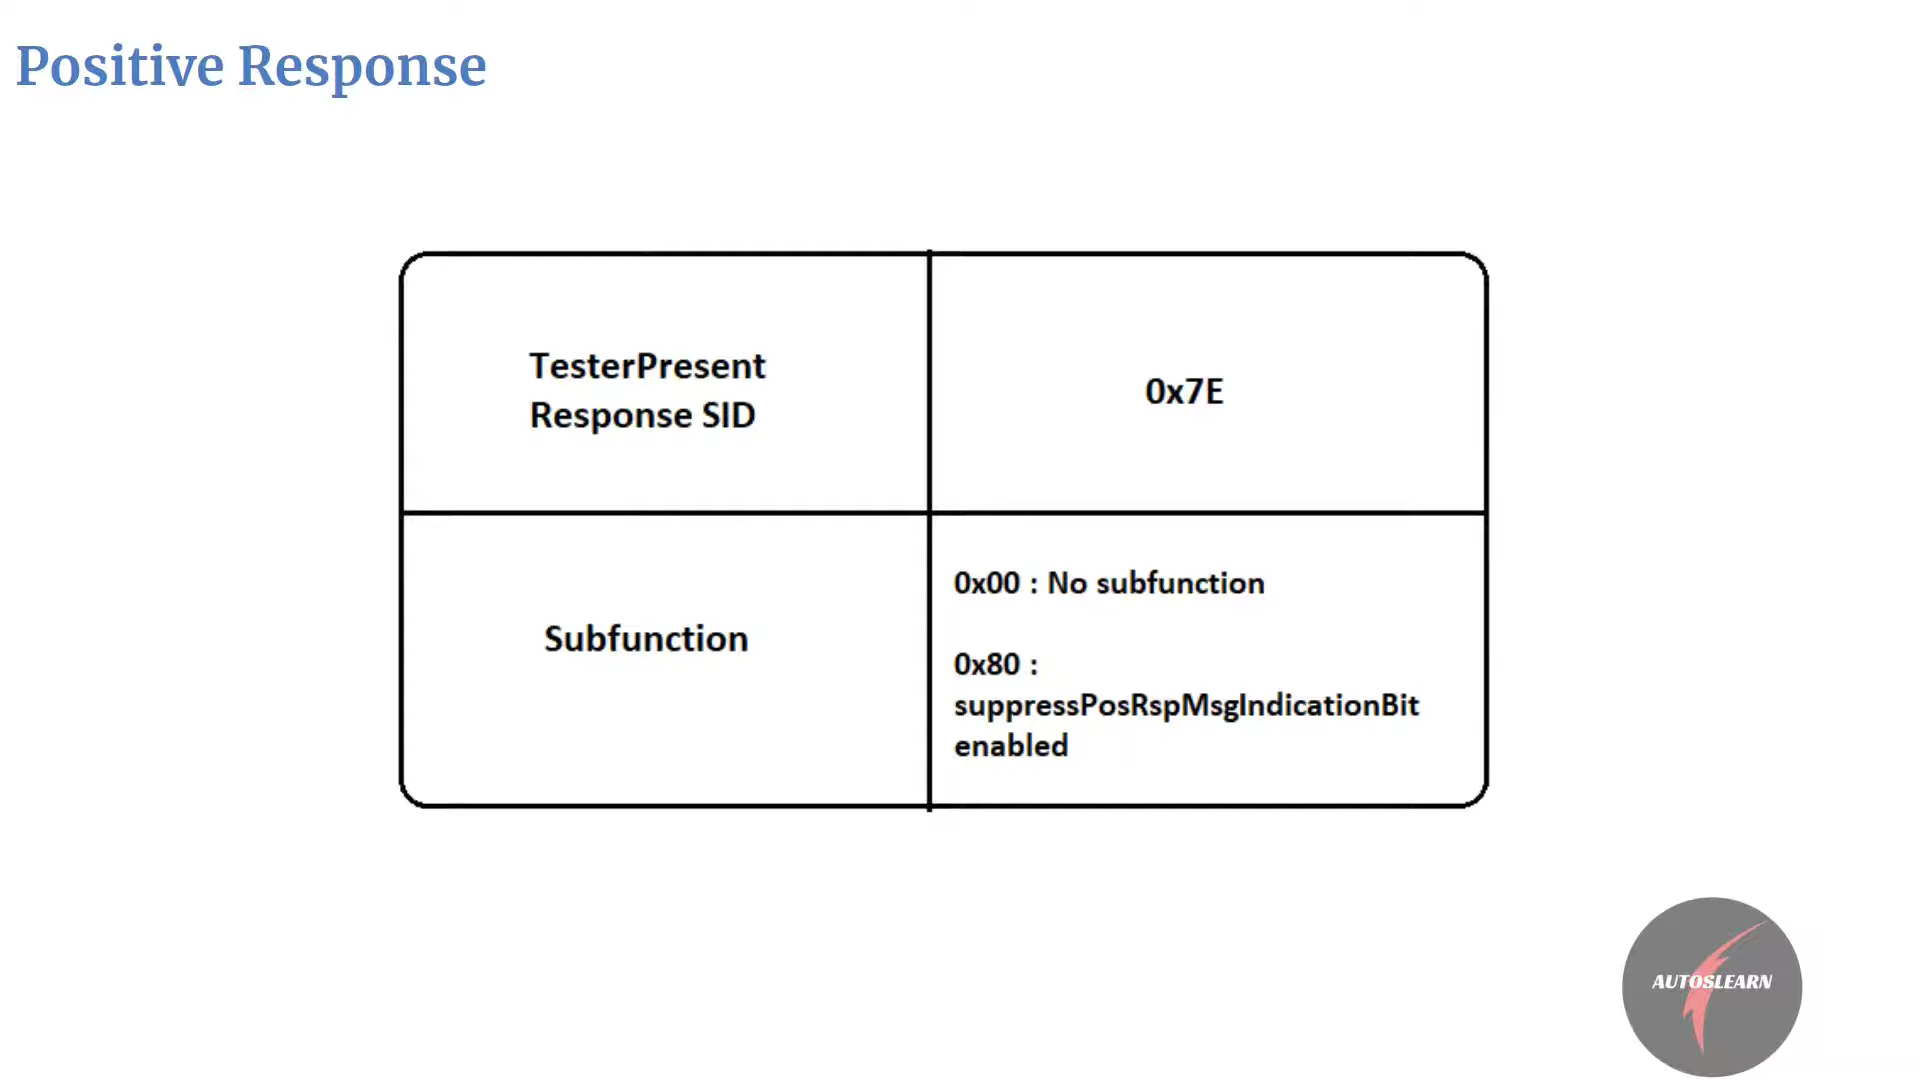 Positive Response
TesterPresent
Response SID
0x7E
Subfunction
0x00 : No subfunction
0x80 :
suppressPosRspMsgIndicationBit
enabled
AUTOSLEARN